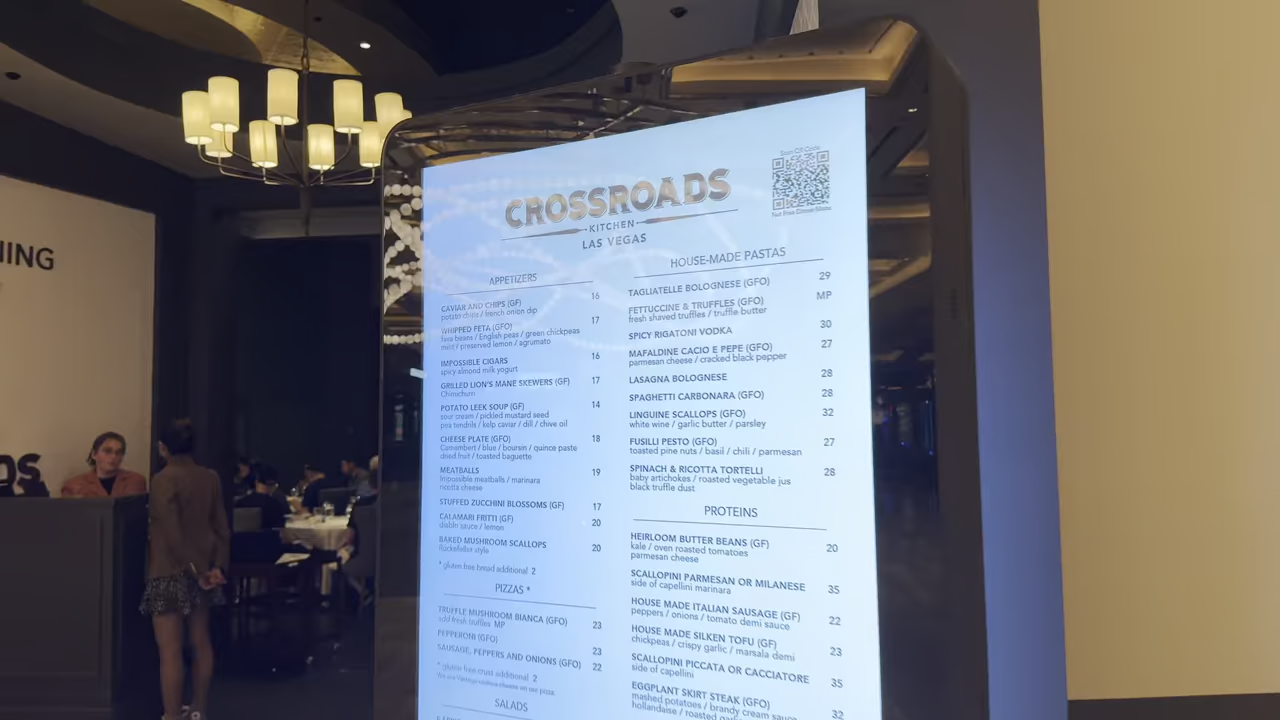 NING
CROSSROADS
KITCHEN
LAS VEGAS
Scan QR Code
APPETIZERS
CAVIAR AND CHIPS (GF) 16
potato chips / french onion dip
WHIPPED FETA (GFO) 17
fava beans / English peas / green chickpeas
mint / preserved lemon / agrumato
IMPOSSIBLE CIGARS 16
spicy almond milk yogurt
GRILLED LION'S MANE SKEWERS (GF) 17
Chimichurri
POTATO LEEK SOUP (GF) 14
sour cream / pickled mustard seed
pea tendrils / kelp caviar / dill / chive oil
CHEESE PLATE (GFO) 18
Camembert / blue / boursin / quince paste
dried fruit / toasted baguette
MEATBALLS 19
Impossible meatballs / marinara
ricotta cheese
STUFFED ZUCCHINI BLOSSOMS (GF) 17
CALAMARI FRITTI (GF) 20
diablo sauce / lemon
BAKED MUSHROOM SCALLOPS 20
Rockefeller style
* gluten free bread additional 2
PIZZAS *
TRUFFLE MUSHROOM BIANCA (GFO) 23
add fresh truffles MP
PEPPERONI (GFO) 23
SAUSAGE, PEPPERS AND ONIONS (GFO) 22
* gluten free crust additional 2
cheese on our pizza
SALADS
HOUSE-MADE PASTAS
TAGLIATELLE BOLOGNESE (GFO) 29
FETTUCCINE & TRUFFLES (GFO) MP
fresh shaved truffles / truffle butter
SPICY RIGATONI VODKA 30
MAFALDINE CACIO E PEPE (GFO) 27
parmesan cheese / cracked black pepper
LASAGNA BOLOGNESE 28
SPAGHETTI CARBONARA (GFO) 28
LINGUINE SCALLOPS (GFO) 32
white wine / garlic butter / parsley
FUSILLI PESTO (GFO) 27
toasted pine nuts / basil / chili / parmesan
SPINACH & RICOTTA TORTELLI 28
baby artichokes / roasted vegetable jus
black truffle dust
PROTEINS
HEIRLOOM BUTTER BEANS (GF) 20
kale / oven roasted tomatoes
parmesan cheese
SCALLOPINI PARMESAN OR MILANESE 35
side of capellini marinara
HOUSE MADE ITALIAN SAUSAGE (GF) 22
peppers / onions / tomato demi sauce
HOUSE MADE SILKEN TOFU (GF) 23
chickpeas / crispy garlic / marsala demi
SCALLOPINI PICCATA OR CACCIATORE 35
side of capellini
EGGPLANT SKIRT STEAK (GFO) 32
mashed potatoes / brandy cream sauce
hollandaise / roasted